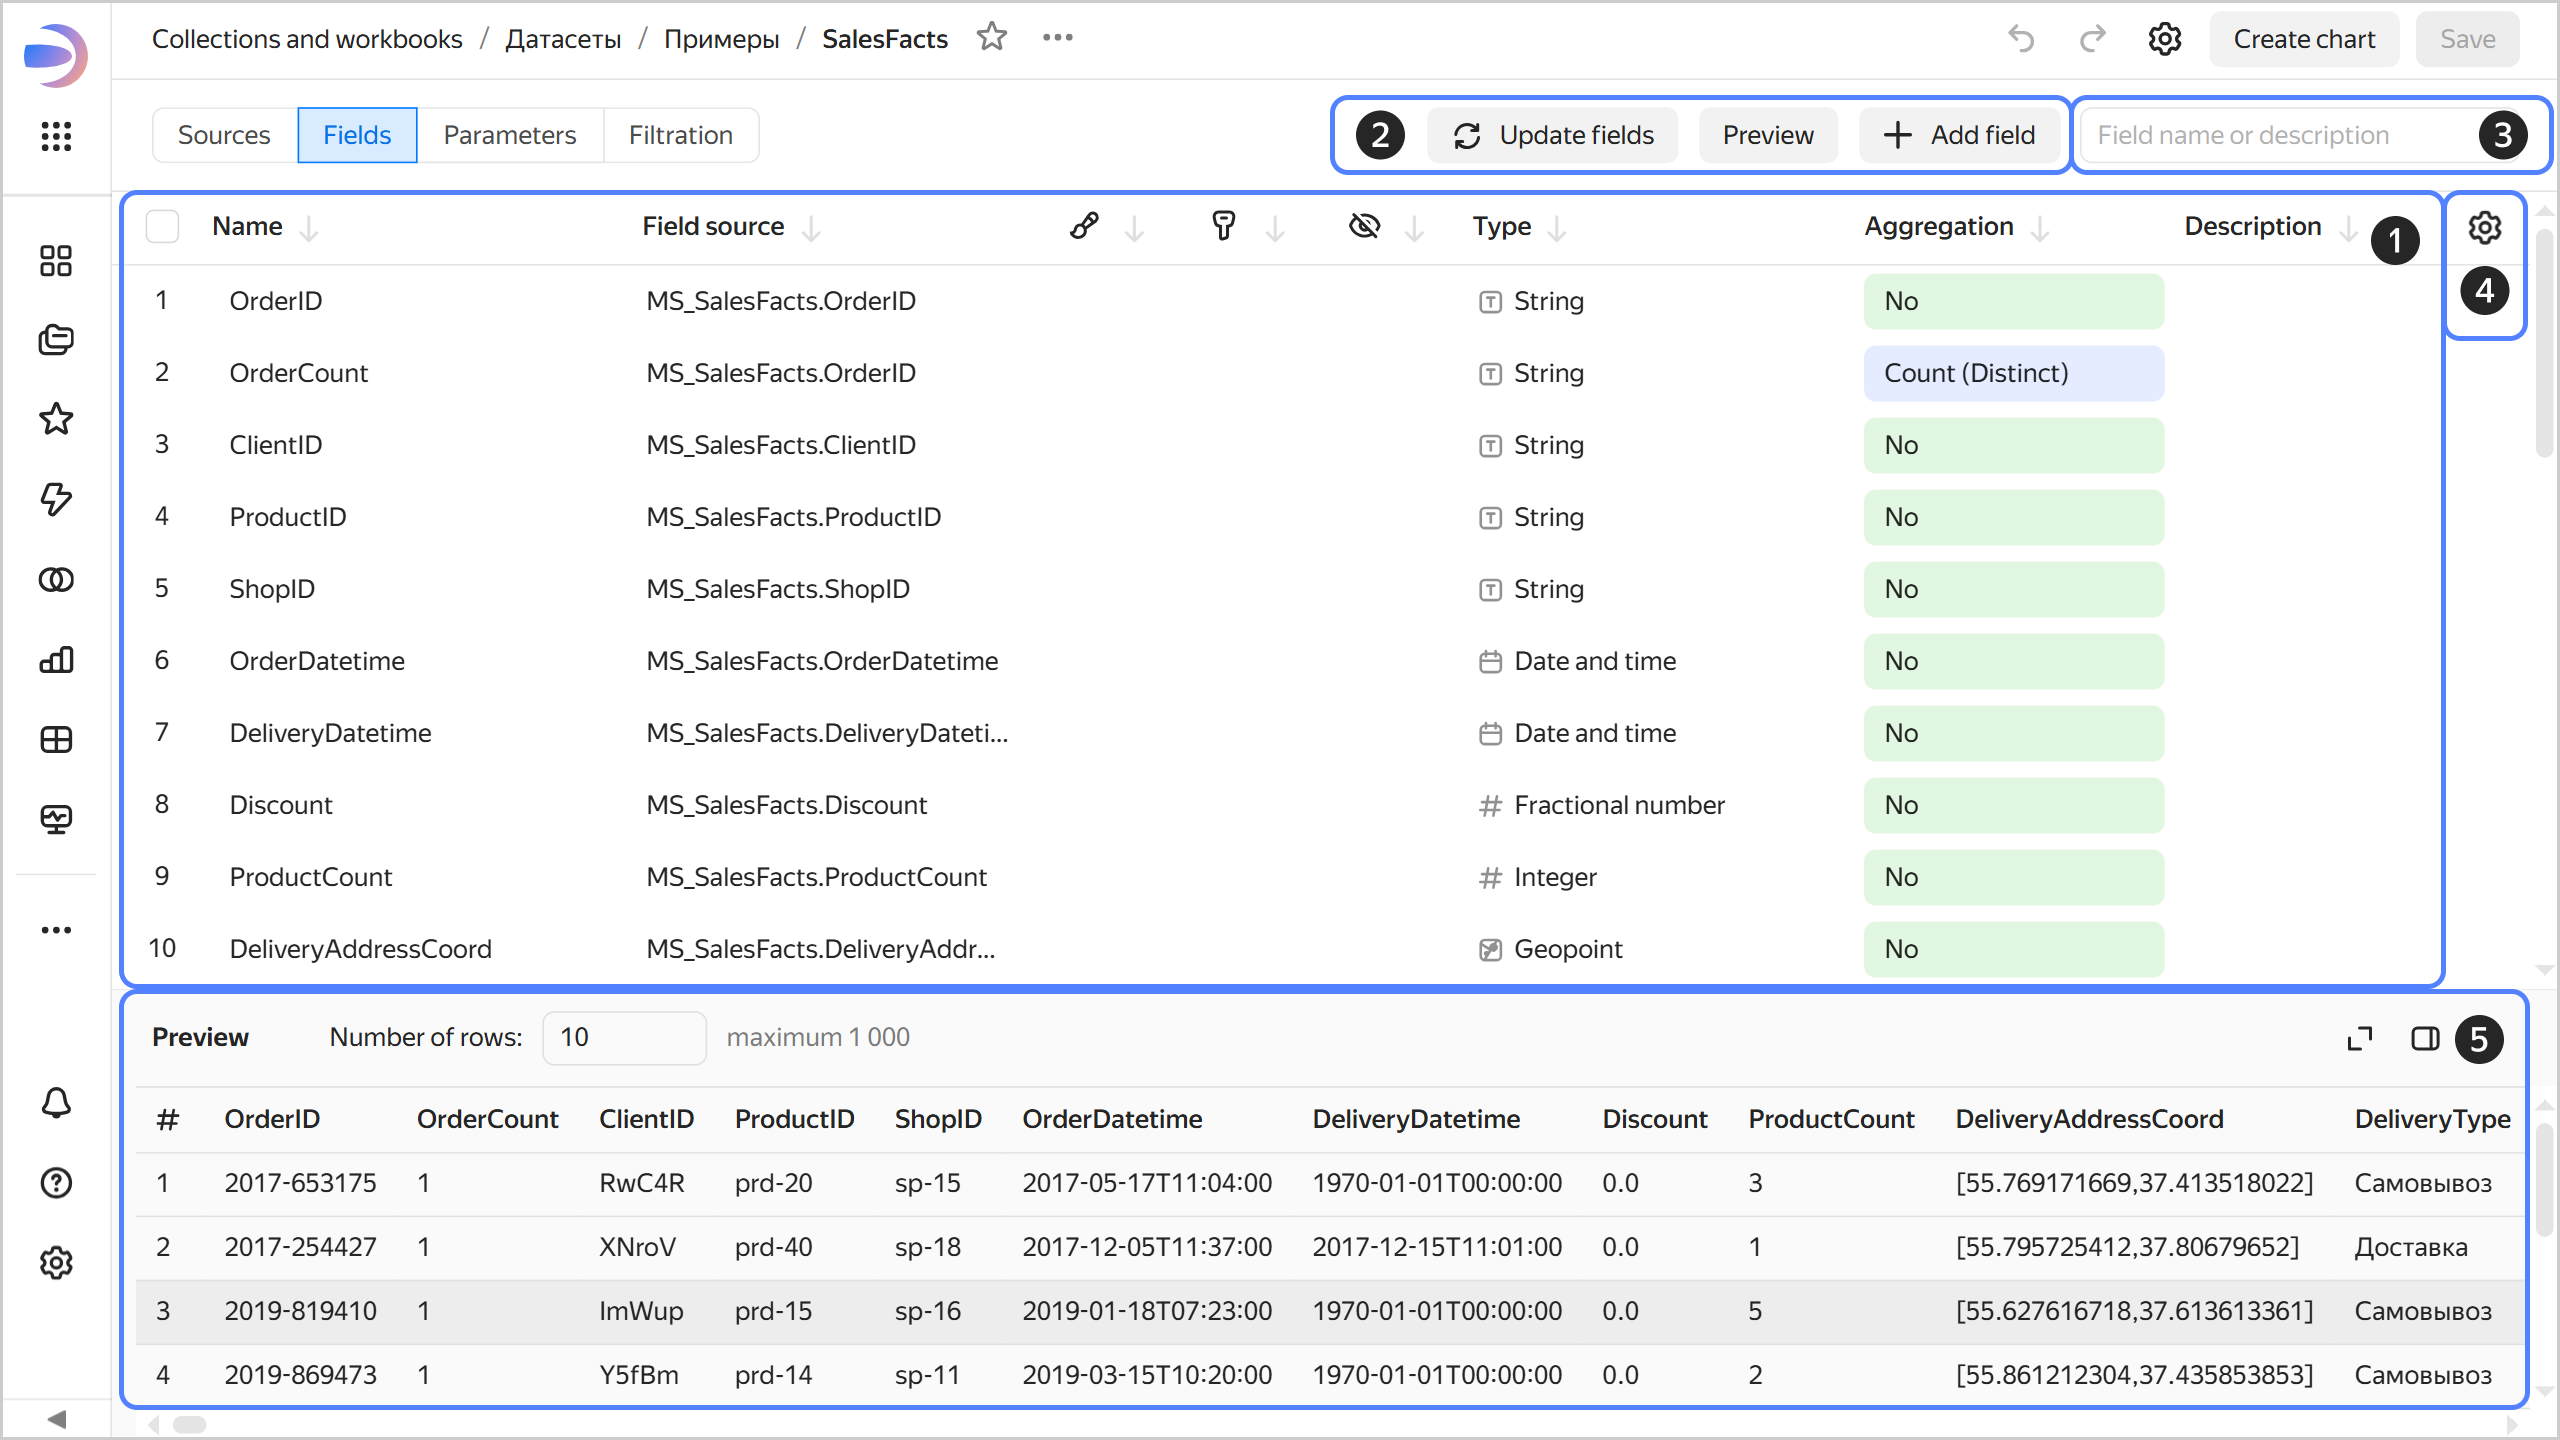 Collections and workbooks / Датасеты / Примеры / SalesFacts
Create chart
Save
Sources
Fields
Parameters
Filtration
2
Update fields
Preview
Add field
Field name or description
3
Name
Field source
Type
Aggregation
Description
1
4
1 OrderID MS_SalesFacts.OrderID String No
2 OrderCount MS_SalesFacts.OrderID String Count (Distinct)
3 ClientID MS_SalesFacts.ClientID String No
4 ProductID MS_SalesFacts.ProductID String No
5 ShopID MS_SalesFacts.ShopID String No
6 OrderDatetime MS_SalesFacts.OrderDatetime Date and time No
7 DeliveryDatetime MS_SalesFacts.DeliveryDateti... Date and time No
8 Discount MS_SalesFacts.Discount Fractional number No
9 ProductCount MS_SalesFacts.ProductCount Integer No
10 DeliveryAddressCoord MS_SalesFacts.DeliveryAddr... Geopoint No
Preview Number of rows: 10 maximum 1 000
5
# OrderID OrderCount ClientID ProductID ShopID OrderDatetime DeliveryDatetime Discount ProductCount DeliveryAddressCoord DeliveryType
1 2017-653175 1 RwC4R prd-20 sp-15 2017-05-17T11:04:00 1970-01-01T00:00:00 0.0 3 [55.769171669,37.413518022] Самовывоз
2 2017-254427 1 XNroV prd-40 sp-18 2017-12-05T11:37:00 2017-12-15T11:01:00 0.0 1 [55.795725412,37.80679652] Доставка
3 2019-819410 1 ImWup prd-15 sp-16 2019-01-18T07:23:00 1970-01-01T00:00:00 0.0 5 [55.627616718,37.613613361] Самовывоз
4 2019-869473 1 Y5fBm prd-14 sp-11 2019-03-15T10:20:00 1970-01-01T00:00:00 0.0 2 [55.861212304,37.435853853] Самовывоз